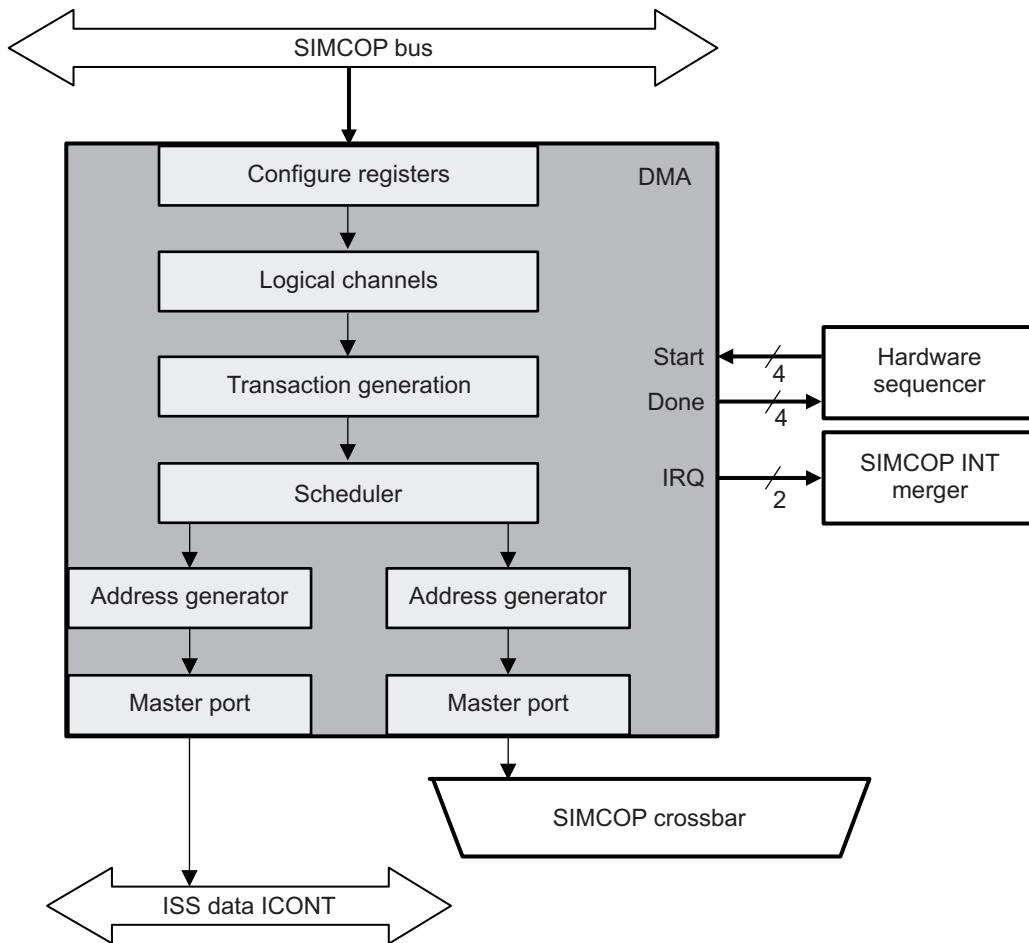 SIMCOP bus
Configure registers
DMA
Logical channels
Start
4
Hardware
sequencer
Transaction generation
Done
4
IRQ
2
SIMCOP INT
merger
Scheduler
Address generator
Address generator
Master port
Master port
SIMCOP crossbar
ISS data ICONT